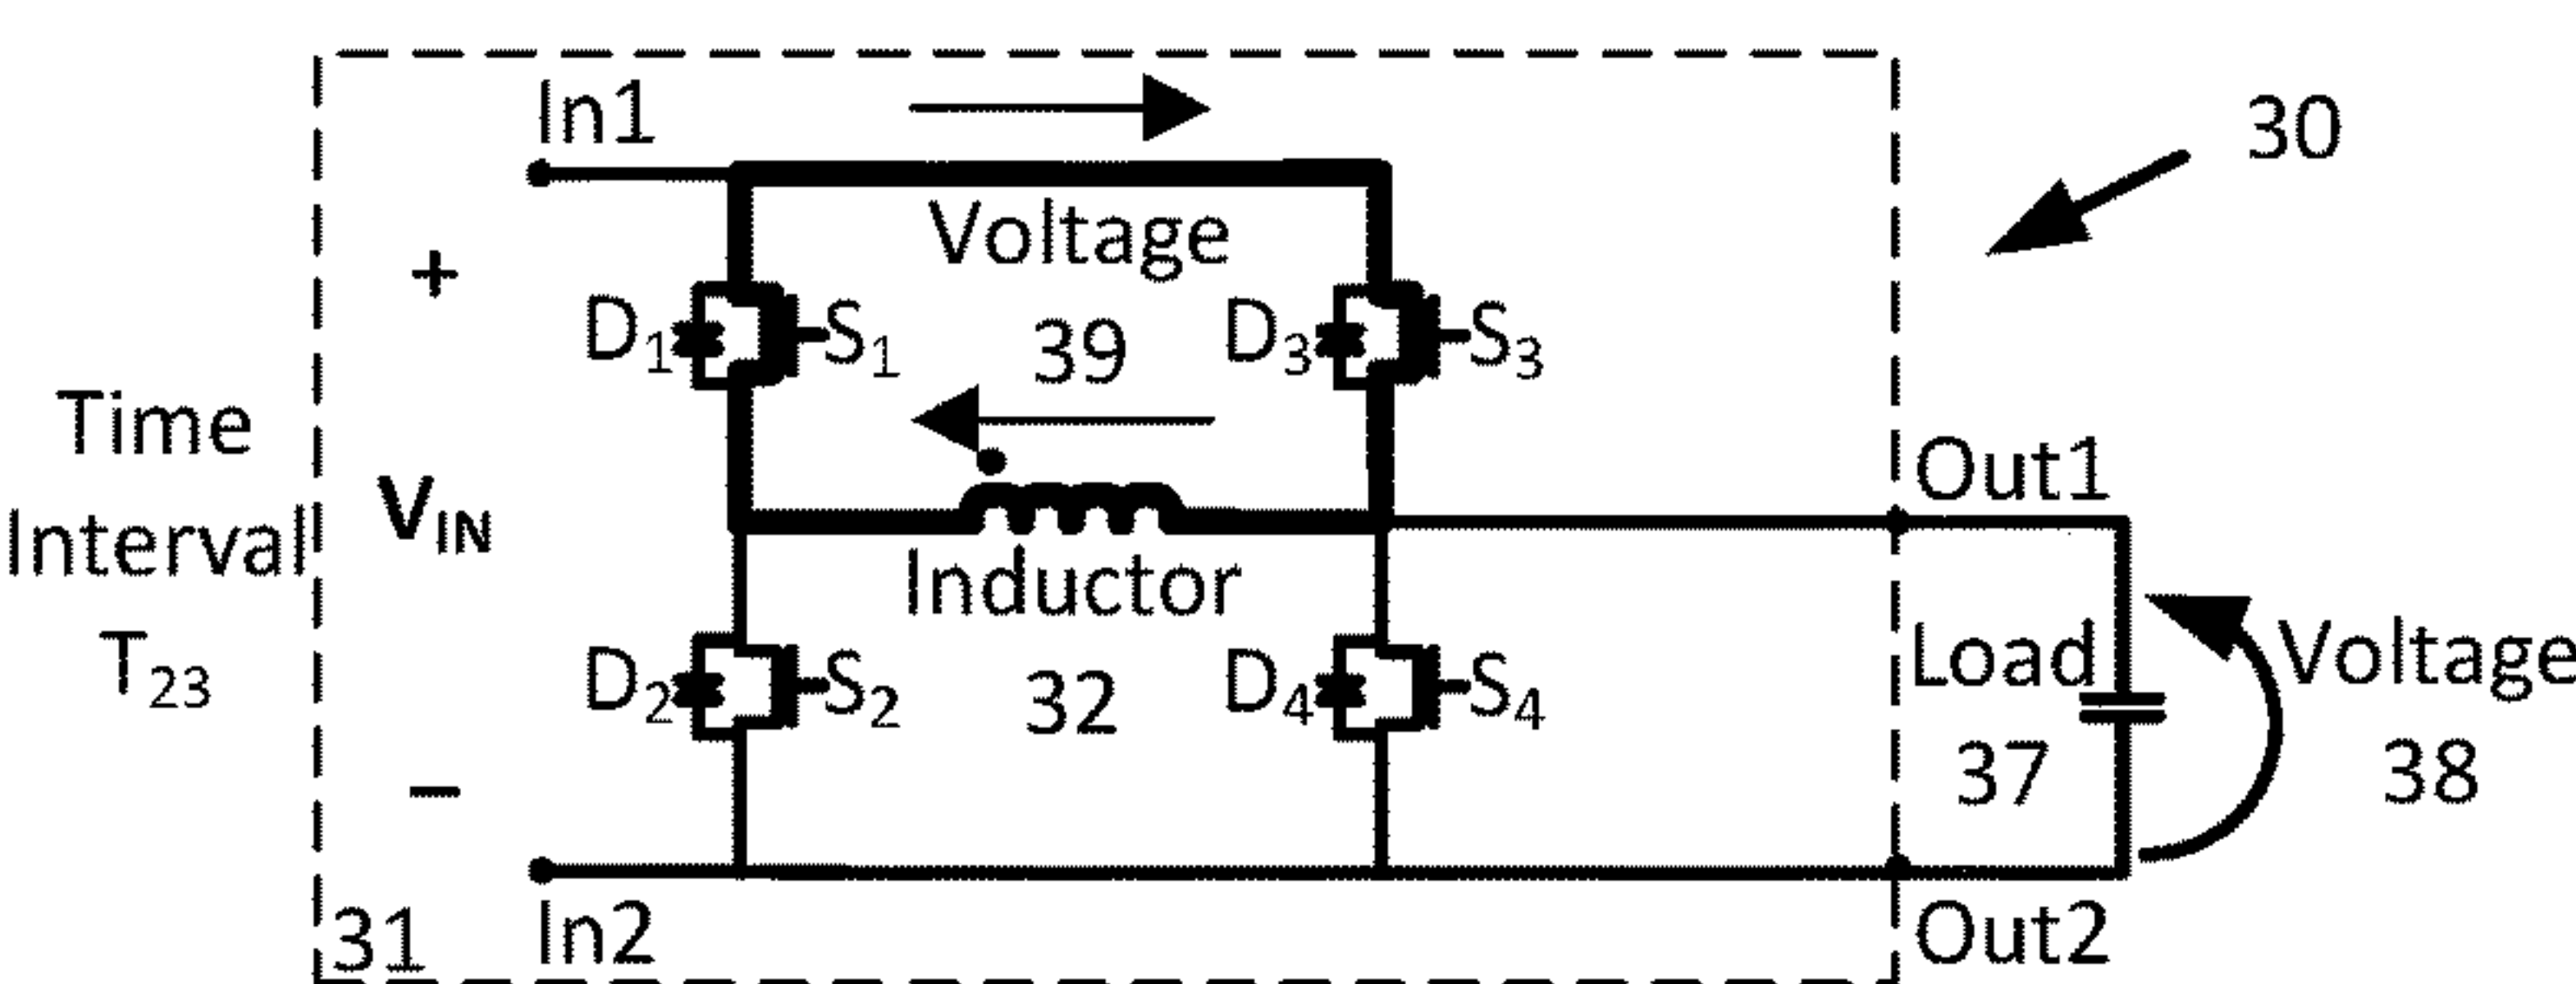 In1
30
+
Voltage
39
D1
S1
D3
S3
Time
Interval
T23
VIN
Out1
Inductor
32
D2
S2
D4
S4
Load
37
Voltage
38
−
31
In2
Out2